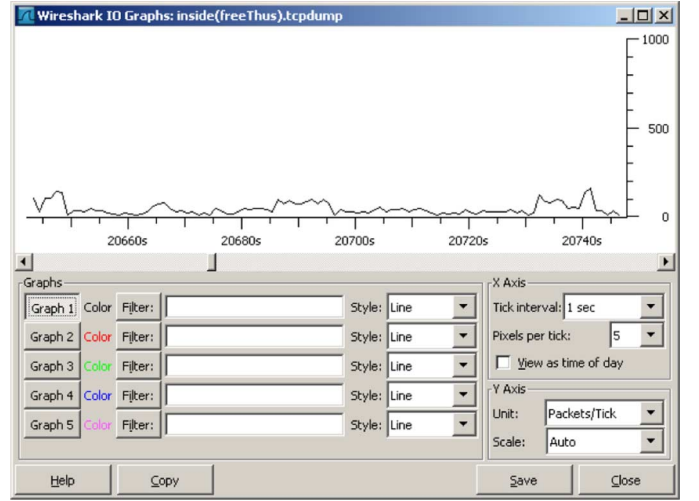 Wireshark IO Graphs: inside(freeThus).tcpdump
1000
500
0
20660s 20680s 20700s 20720s 20740s
Graphs
Graph 1 Color Filter: Style: Line
Graph 2 Color Filter: Style: Line
Graph 3 Color Filter: Style: Line
Graph 4 Color Filter: Style: Line
Graph 5 Color Filter: Style: Line
X Axis
Tick interval: 1 sec
Pixels per tick: 5
View as time of day
Y Axis
Unit: Packets/Tick
Scale: Auto
Help Copy Save Close